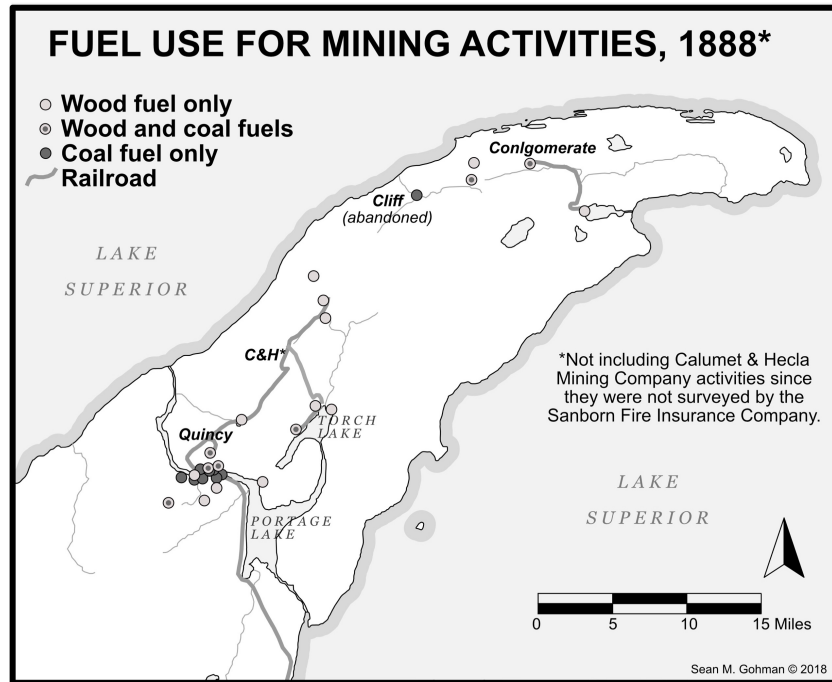 FUEL USE FOR MINING ACTIVITIES, 1888*
Wood fuel only
Wood and coal fuels
Coal fuel only
Railroad
Conlgomerate
Cliff
(abandoned)
LAKE
SUPERIOR
C&H*
*Not including Calumet & Hecla
Mining Company activities since
they were not surveyed by the
Sanborn Fire Insurance Company.
TORCH
LAKE
Quincy
PORTAGE
LAKE
LAKE
SUPERIOR
0 5 10 15 Miles
Sean M. Gohman © 2018